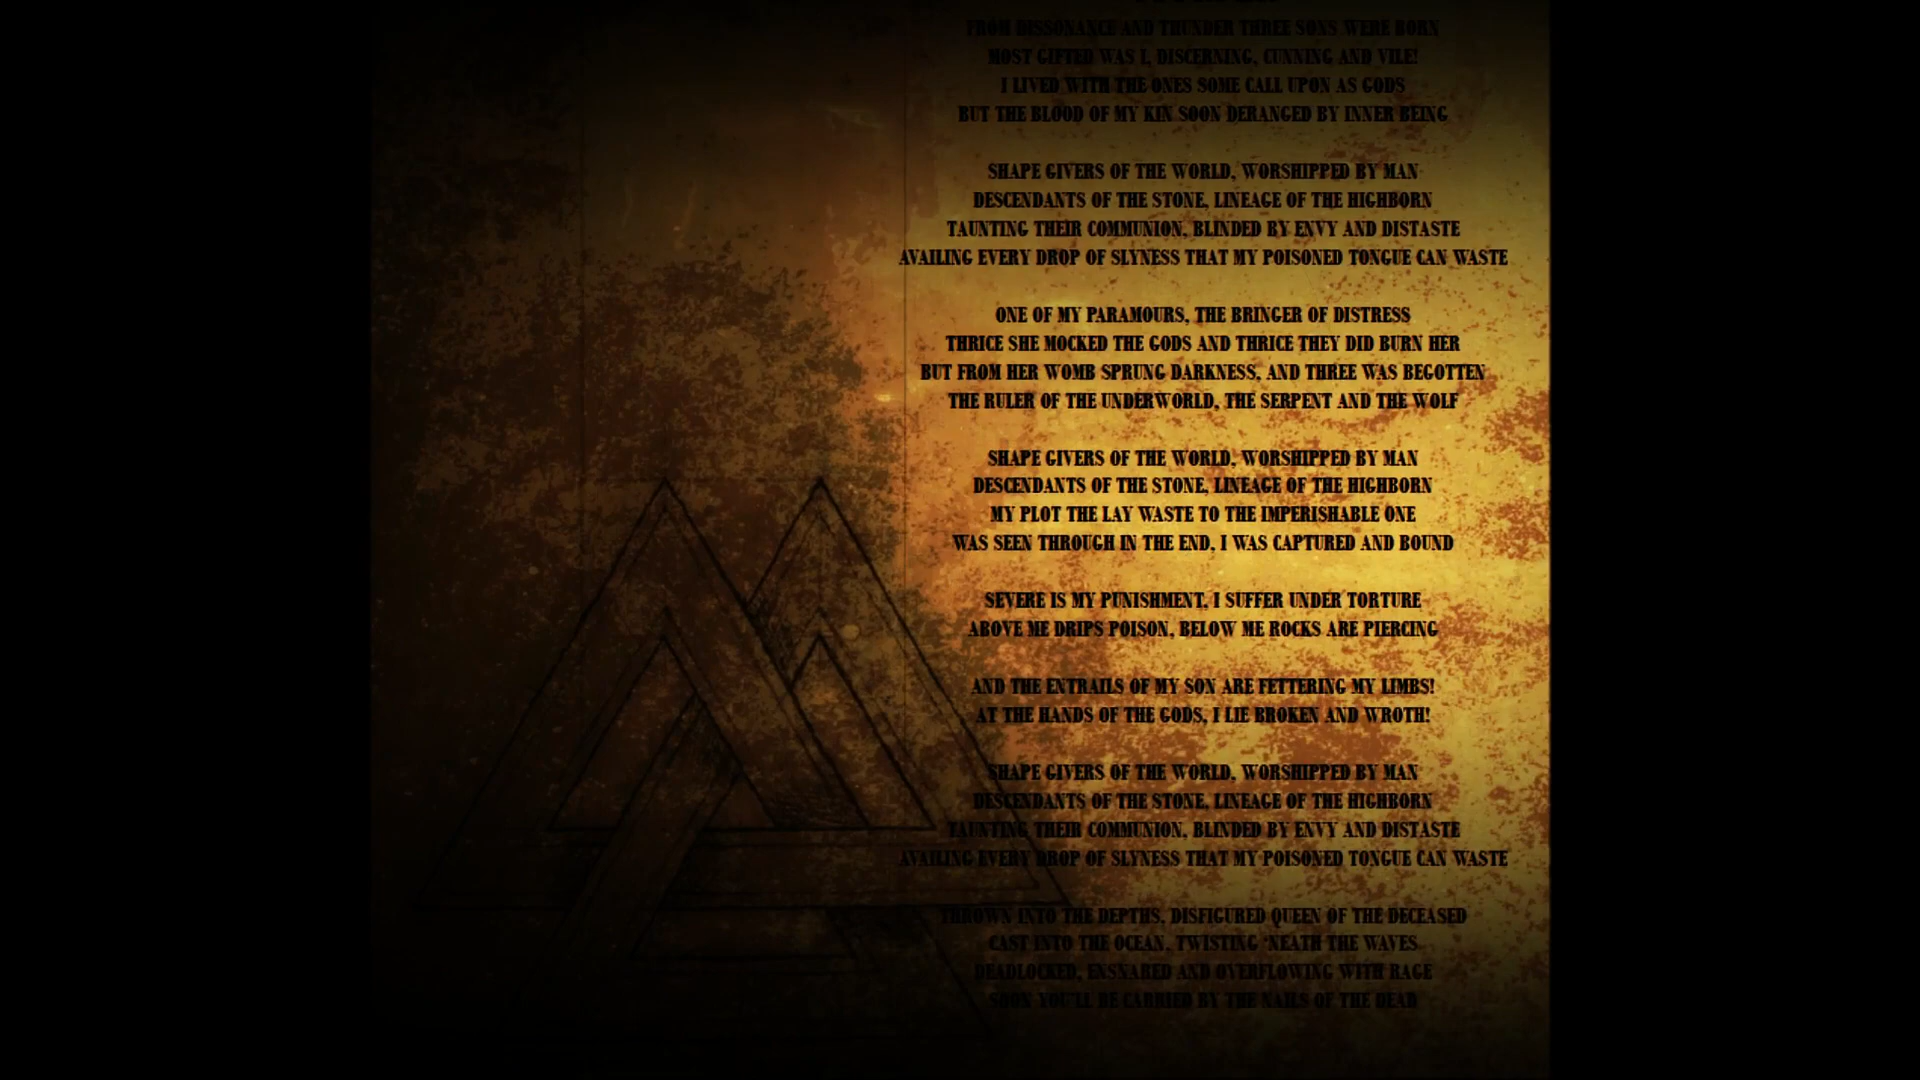 FROM DISSONANCE AND THUNDER THREE SONS WERE BORN
MOST GIFTED WAS I, DISCERNING, CUNNING AND VILE!
I LIVED WITH THE ONES SOME CALL UPON AS GODS
BUT THE BLOOD OF MY KIN SOON DERANGED BY INNER BEING
SHAPE GIVERS OF THE WORLD, WORSHIPPED BY MAN
DESCENDANTS OF THE STONE, LINEAGE OF THE HIGHBORN
TAUNTING THEIR COMMUNION, BLINDED BY ENVY AND DISTASTE
AVAILING EVERY DROP OF SLYNESS THAT MY POISONED TONGUE CAN WASTE
ONE OF MY PARAMOURS, THE BRINGER OF DISTRESS
THRICE SHE MOCKED THE GODS AND THRICE THEY DID BURN HER
BUT FROM HER WOMB SPRUNG DARKNESS, AND THREE WAS BEGOTTEN
THE RULER OF THE UNDERWORLD, THE SERPENT AND THE WOLF
SHAPE GIVERS OF THE WORLD, WORSHIPPED BY MAN
DESCENDANTS OF THE STONE, LINEAGE OF THE HIGHBORN
MY PLOT THE LAY WASTE TO THE IMPERISHABLE ONE
WAS SEEN THROUGH IN THE END, I WAS CAPTURED AND BOUND
SEVERE IS MY PUNISHMENT, I SUFFER UNDER TORTURE
ABOVE ME DRIPS POISON, BELOW ME ROCKS ARE PIERCING
AND THE ENTRAILS OF MY SON ARE FETTERING MY LIMBS!
AT THE HANDS OF THE GODS, I LIE BROKEN AND WROTH!
SHAPE GIVERS OF THE WORLD, WORSHIPPED BY MAN
DESCENDANTS OF THE STONE, LINEAGE OF THE HIGHBORN
TAUNTING THEIR COMMUNION, BLINDED BY ENVY AND DISTASTE
AVAILING EVERY DROP OF SLYNESS THAT MY POISONED TONGUE CAN WASTE
THROWN INTO THE DEPTHS, DISFIGURED QUEEN OF THE DECEASED
CAST INTO THE OCEAN, TWISTING 'NEATH THE WAVES
DEADLOCKED, ENSNARED AND OVERFLOWING WITH RAGE
SOON YOU'LL BE CARRIED BY THE NAILS OF THE DEAD